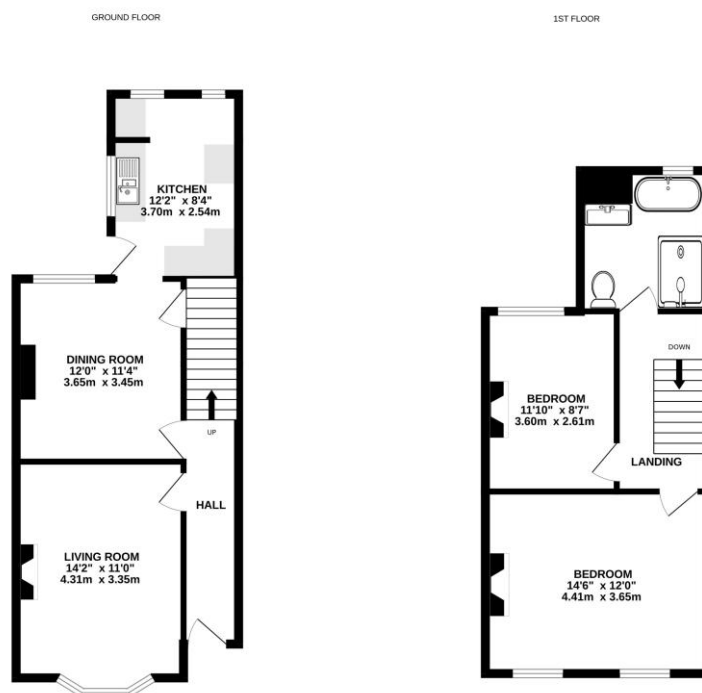 GROUND FLOOR
1ST FLOOR
KITCHEN
12'2" x 8'4"
3.70m x 2.54m
DINING ROOM
12'0" x 11'4"
3.65m x 3.45m
UP
HALL
LIVING ROOM
14'2" x 11'0"
4.31m x 3.35m
DOWN
BEDROOM
11'10" x 8'7"
3.60m x 2.61m
LANDING
BEDROOM
14'6" x 12'0"
4.41m x 3.65m